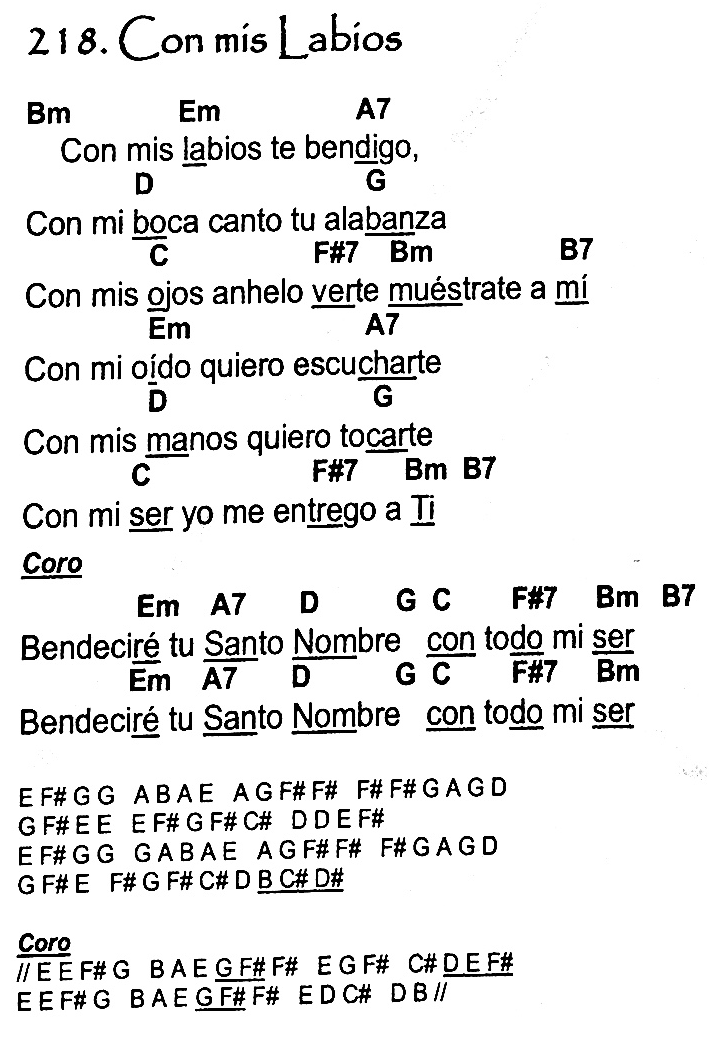 218. Con mis Labios
Bm Em A7
Con mis labios te bendigo,
D G
Con mi boca canto tu alabanza
C F#7 Bm B7
Con mis ojos anhelo verte muéstrate a mí
Em A7
Con mi oído quiero escucharte
D G
Con mis manos quiero tocarte
C F#7 Bm B7
Con mi ser yo me entrego a Ti
Coro
Em A7 D G C F#7 Bm B7
Bendeciré tu Santo Nombre con todo mi ser
Em A7 D G C F#7 Bm
Bendeciré tu Santo Nombre con todo mi ser
E F# G G A B A E A G F# F# F# F# G A G D
G F# E E E F# G F# C# D D E F#
E F# G G G A B A E A G F# F# F# G A G D
G F# E F# G F# C# D B C# D#
Coro
// E E F# G B A E G F# F# E G F# C# D E F#
E E F# G B A E G F# F# E D C# D B //